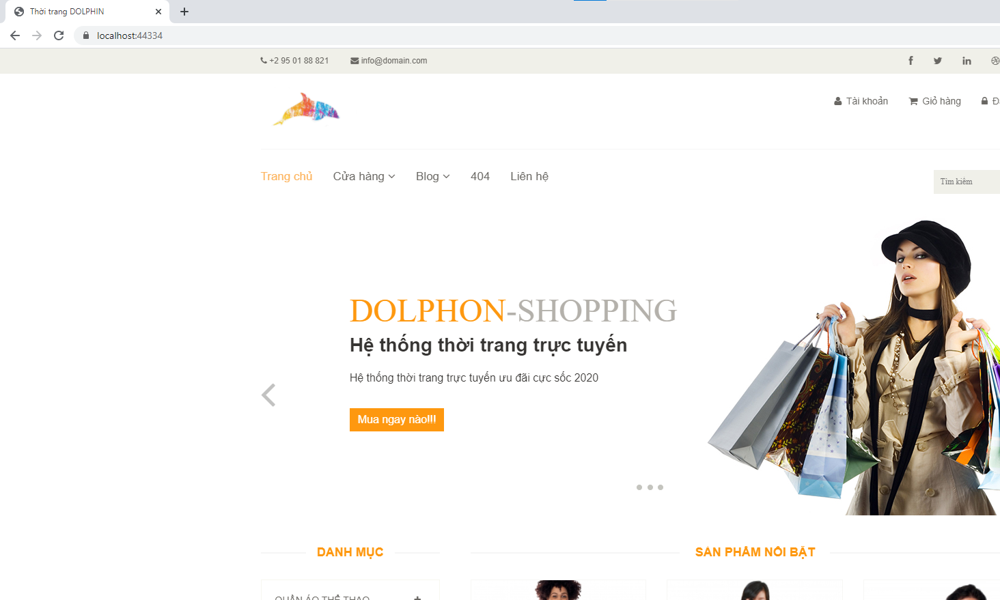 Thời trang DOLPHIN
localhost:44334
+2 95 01 88 821 info@domain.com
Tài khoản Giỏ hàng
Trang chủ Cửa hàng Blog 404 Liên hệ
Tìm kiếm
DOLPHON-SHOPPING
Hệ thống thời trang trực tuyến
Hệ thống thời trang trực tuyến ưu đãi cực sốc 2020
Mua ngay nào!!!
DANH MỤC SẢN PHẨM NỔI BẬT
QUẦN ÁO THỂ THAO